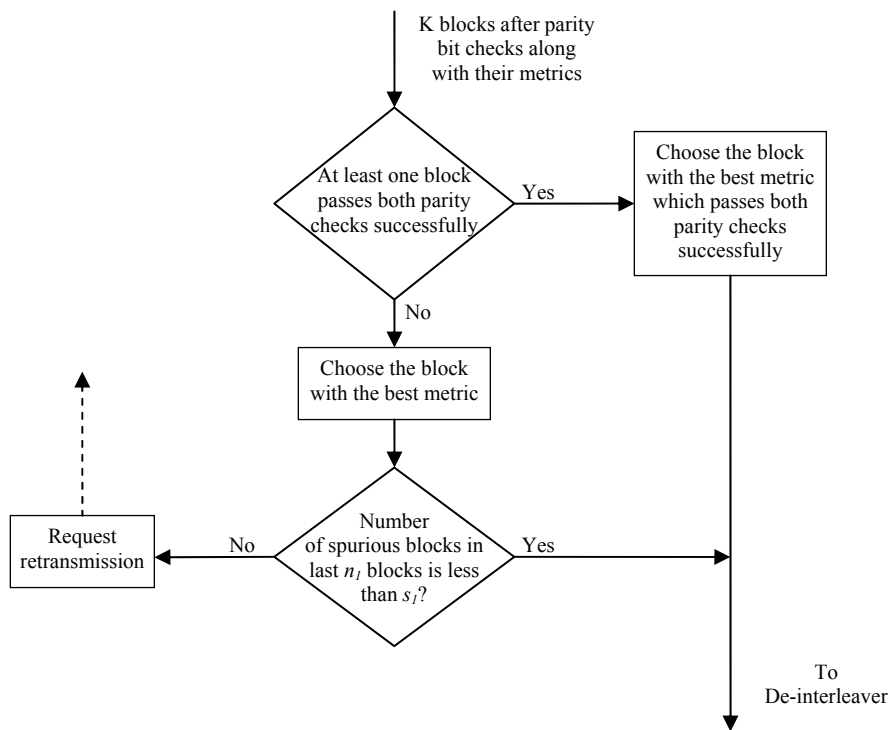 K blocks after parity
bit checks along
with their metrics
At least one block
passes both parity
checks successfully
Yes
Choose the block
with the best metric
which passes both
parity checks
successfully
No
Choose the block
with the best metric
Number
of spurious blocks in
last n1 blocks is less
than s1?
No
Yes
Request
retransmission
To
De-interleaver